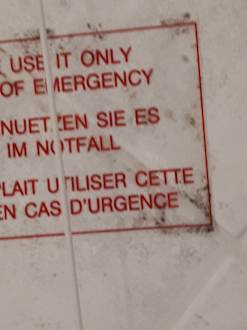 USE IT ONLY
OF EMERGENCY
NUETZEN SIE ES
IM NOTFALL
PLAIT UTILISER CETTE
EN CAS D'URGENCE